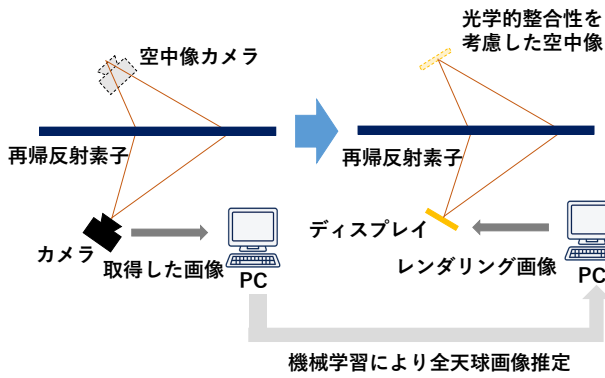 空中像カメラ
再帰反射素子
カメラ
取得した画像
PC
光学的整合性を
考慮した空中像
再帰反射素子
ディスプレイ
レンダリング画像
PC
機械学習により全天球画像推定